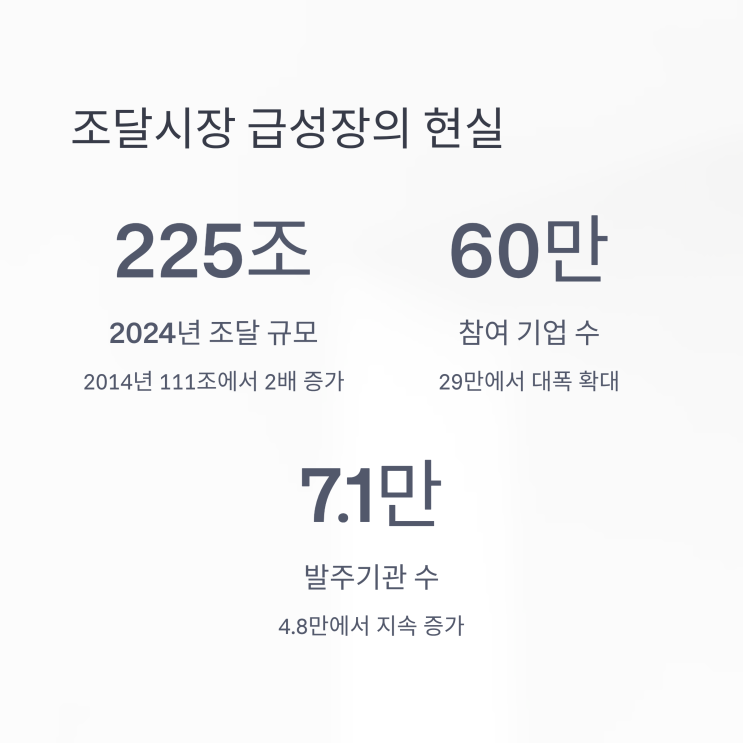 조달시장 급성장의 현실
225조
60만
2024년 조달 규모
참여 기업 수
2014년 111조에서 2배 증가
29만에서 대폭 확대
7.1만
발주기관 수
4.8만에서 지속 증가